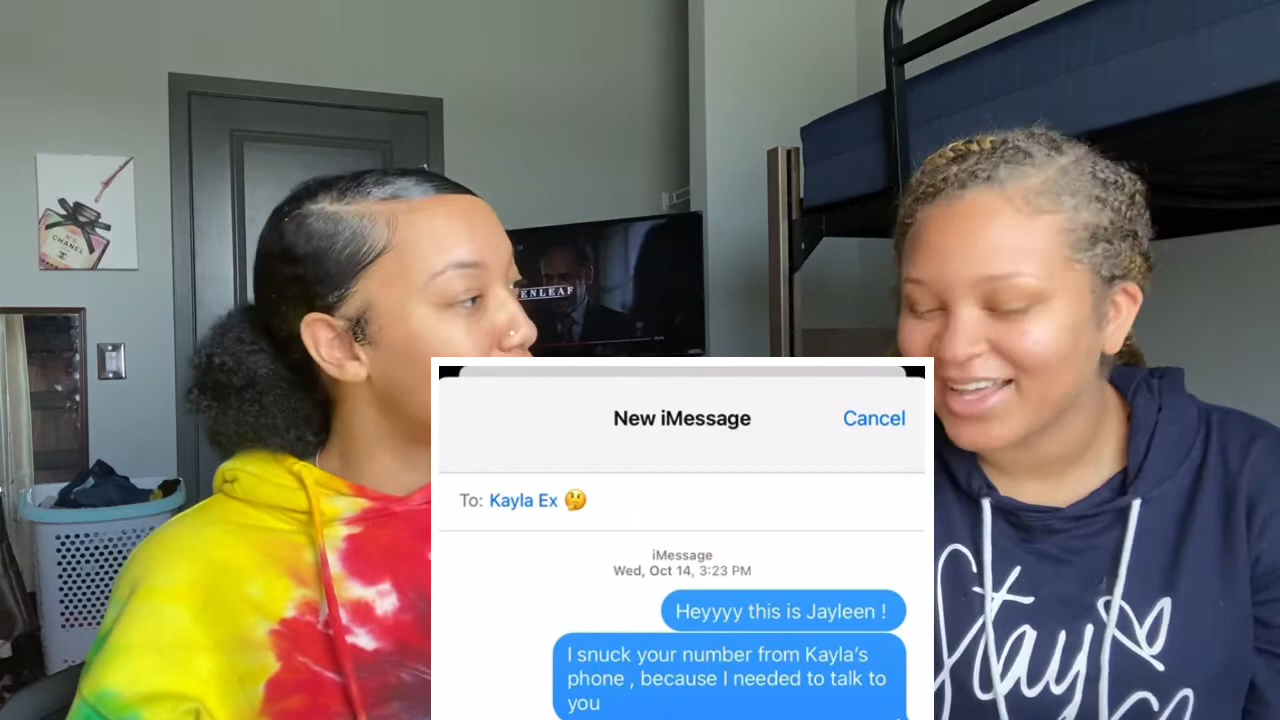 CHANEL
ENLEAF
New iMessage
Cancel
To: Kayla Ex 🤔
iMessage
Wed, Oct 14, 3:23 PM
Heyyyy this is Jayleen !
I snuck your number from Kayla's
phone , because I needed to talk to
you
Stay